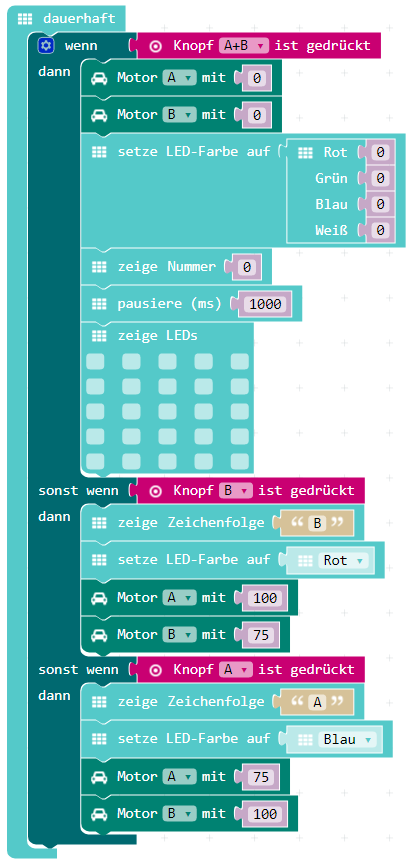 dauerhaft
wenn Knopf A+B ist gedrückt
dann Motor A mit 0
Motor B mit 0
setze LED-Farbe auf Rot 0
Grün 0
Blau 0
Weiß 0
zeige Nummer 0
pausiere (ms) 1000
zeige LEDs
sonst wenn Knopf B ist gedrückt
dann zeige Zeichenfolge “ B ”
setze LED-Farbe auf Rot
Motor A mit 100
Motor B mit 75
sonst wenn Knopf A ist gedrückt
dann zeige Zeichenfolge “ A ”
setze LED-Farbe auf Blau
Motor A mit 75
Motor B mit 100